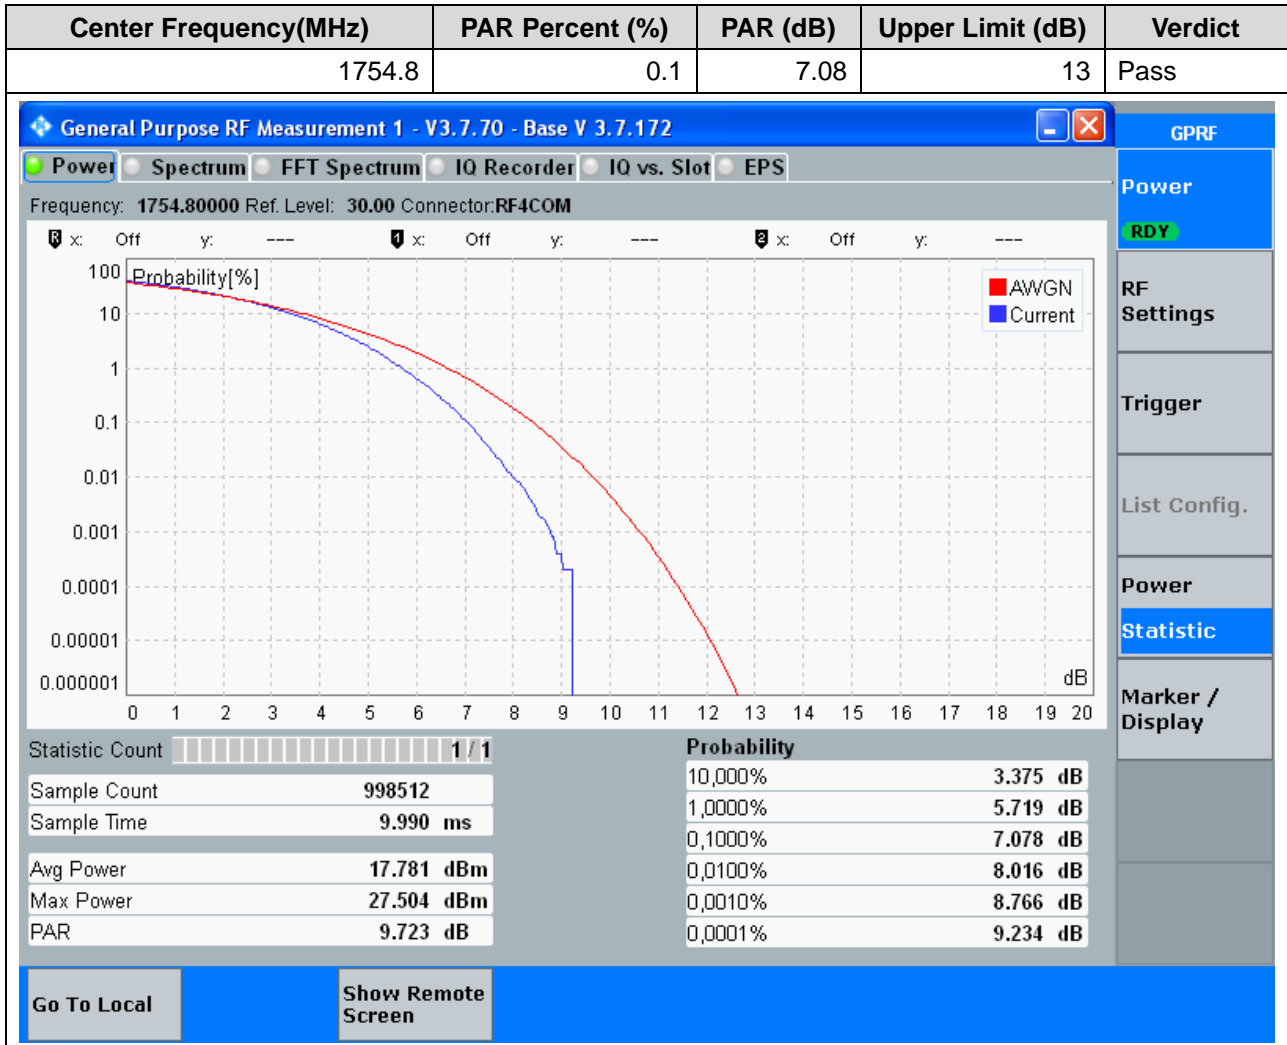 Center Frequency(MHz) PAR Percent (%) PAR (dB) Upper Limit (dB) Verdict
1754.8 0.1 7.08 13 Pass
General Purpose RF Measurement 1 - V3.7.70 - Base V 3.7.172
GPRF
Power Spectrum FFT Spectrum IQ Recorder IQ vs. Slot EPS
Power
RDY
Frequency: 1754.80000 Ref. Level: 30.00 Connector:RF4COM
R x: Off y: --- 1 x: Off y: --- 2 x: Off y: ---
Probability[%]
AWGN
Current
100
10
1
0.1
0.01
0.001
0.0001
0.00001
0.000001
dB
0 1 2 3 4 5 6 7 8 9 10 11 12 13 14 15 16 17 18 19 20
RF
Settings
Trigger
List Config.
Power
Statistic
Marker /
Display
Statistic Count 1 / 1
Sample Count 998512
Sample Time 9.990 ms
Avg Power 17.781 dBm
Max Power 27.504 dBm
PAR 9.723 dB
Probability
10,000% 3.375 dB
1,0000% 5.719 dB
0,1000% 7.078 dB
0,0100% 8.016 dB
0,0010% 8.766 dB
0,0001% 9.234 dB
Go To Local
Show Remote
Screen